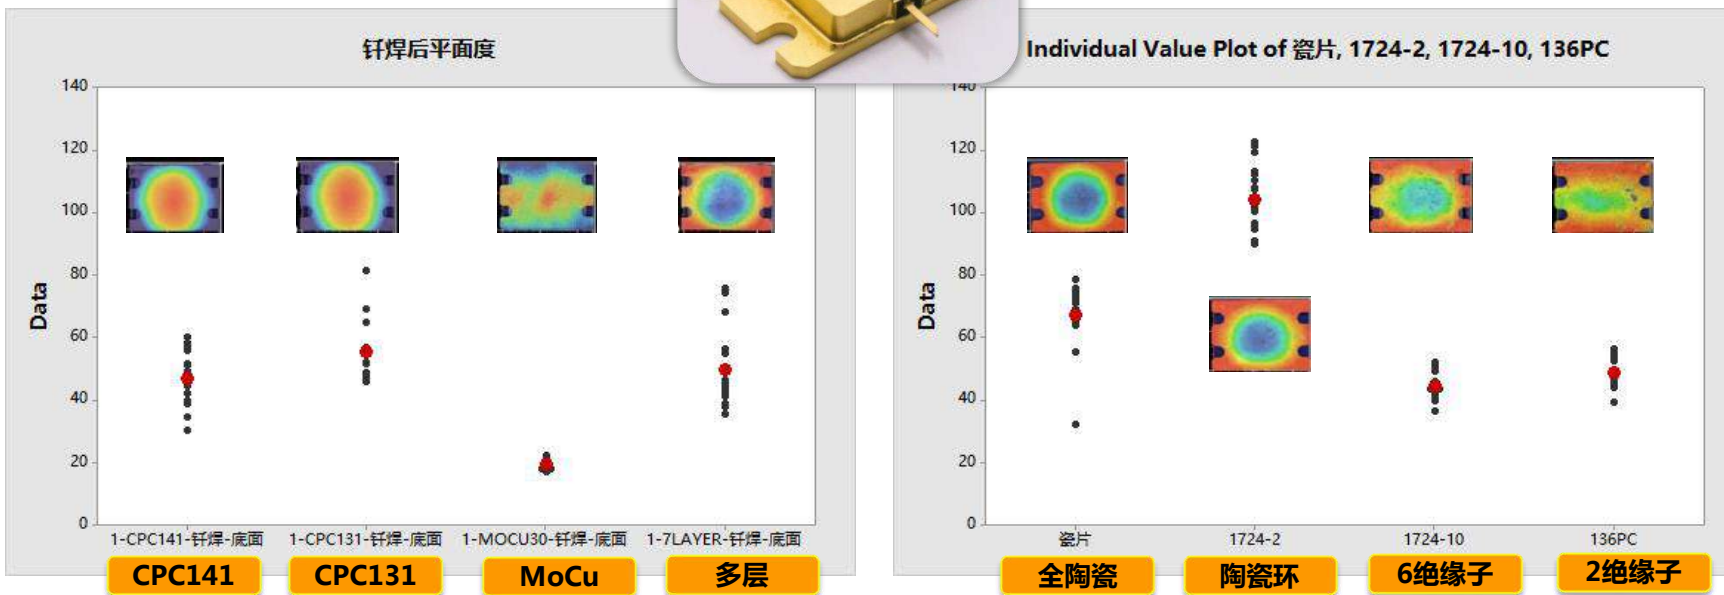 钎焊后平面度
Data
140
120
100
80
60
40
20
0
1-CPC141-钎焊-底面
1-CPC131-钎焊-底面
1-MOCU30-钎焊-底面
1-7LAYER-钎焊-底面
CPC141
CPC131
MoCu
多层
Individual Value Plot of 瓷片, 1724-2, 1724-10, 136PC
Data
140
120
100
80
60
40
20
0
瓷片
1724-2
1724-10
136PC
全陶瓷
陶瓷环
6绝缘子
2绝缘子